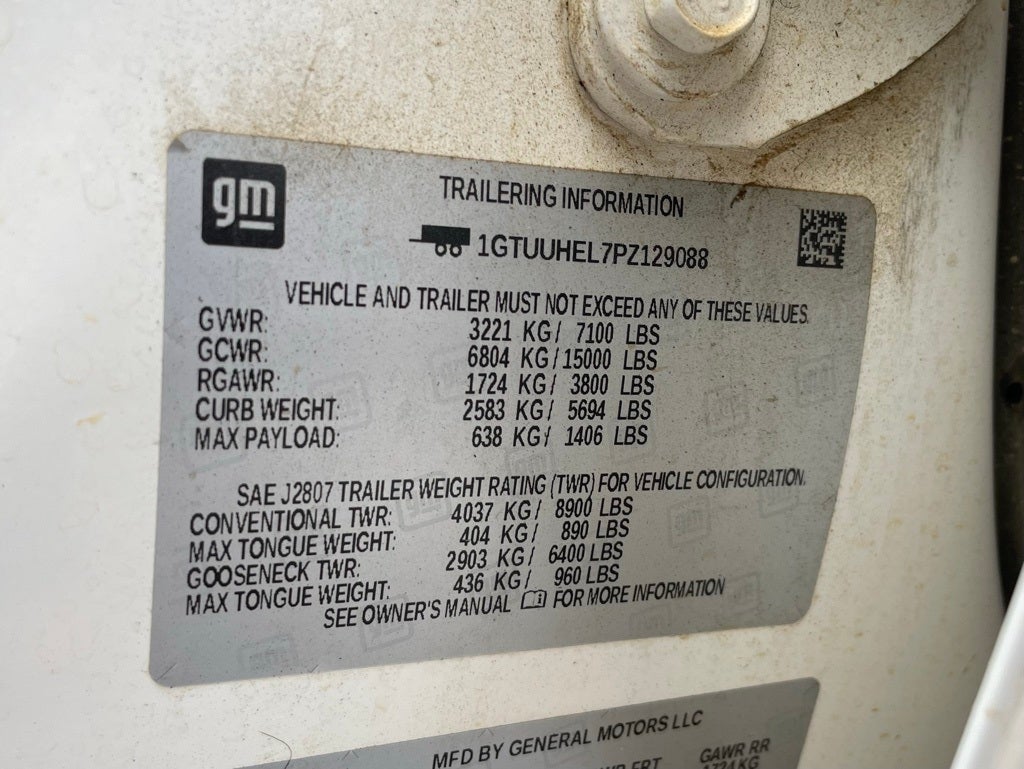 gm
TRAILERING INFORMATION
1GTUUHEL7PZ129088
VEHICLE AND TRAILER MUST NOT EXCEED ANY OF THESE VALUES.
GVWR: 3221 KG/ 7100 LBS
GCWR: 6804 KG/ 15000 LBS
RGAWR: 1724 KG/ 3800 LBS
CURB WEIGHT: 2583 KG/ 5694 LBS
MAX PAYLOAD: 638 KG/ 1406 LBS
SAE J2807 TRAILER WEIGHT RATING (TWR) FOR VEHICLE CONFIGURATION.
CONVENTIONAL TWR: 4037 KG/ 8900 LBS
MAX TONGUE WEIGHT: 404 KG/ 890 LBS
GOOSENECK TWR: 2903 KG/ 6400 LBS
MAX TONGUE WEIGHT: 436 KG/ 960 LBS
SEE OWNER'S MANUAL FOR MORE INFORMATION
MFD BY GENERAL MOTORS LLC
FRT GAWR RR
1724 KG